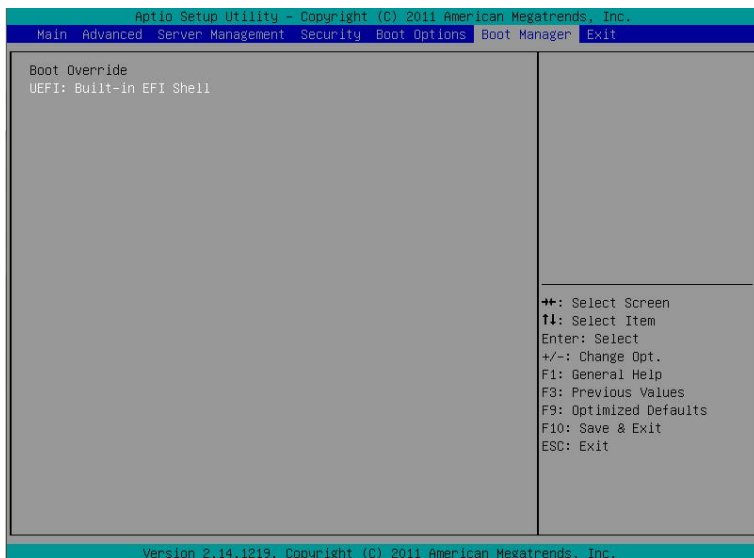 Aptio Setup Utility – Copyright (C) 2011 American Megatrends, Inc.
Main Advanced Server Management Security Boot Options Boot Manager Exit
Boot Override
UEFI: Built-in EFI Shell
→←: Select Screen
↑↓: Select Item
Enter: Select
+/-: Change Opt.
F1: General Help
F3: Previous Values
F9: Optimized Defaults
F10: Save & Exit
ESC: Exit
Version 2.14.1219. Copyright (C) 2011 American Megatrends, Inc.